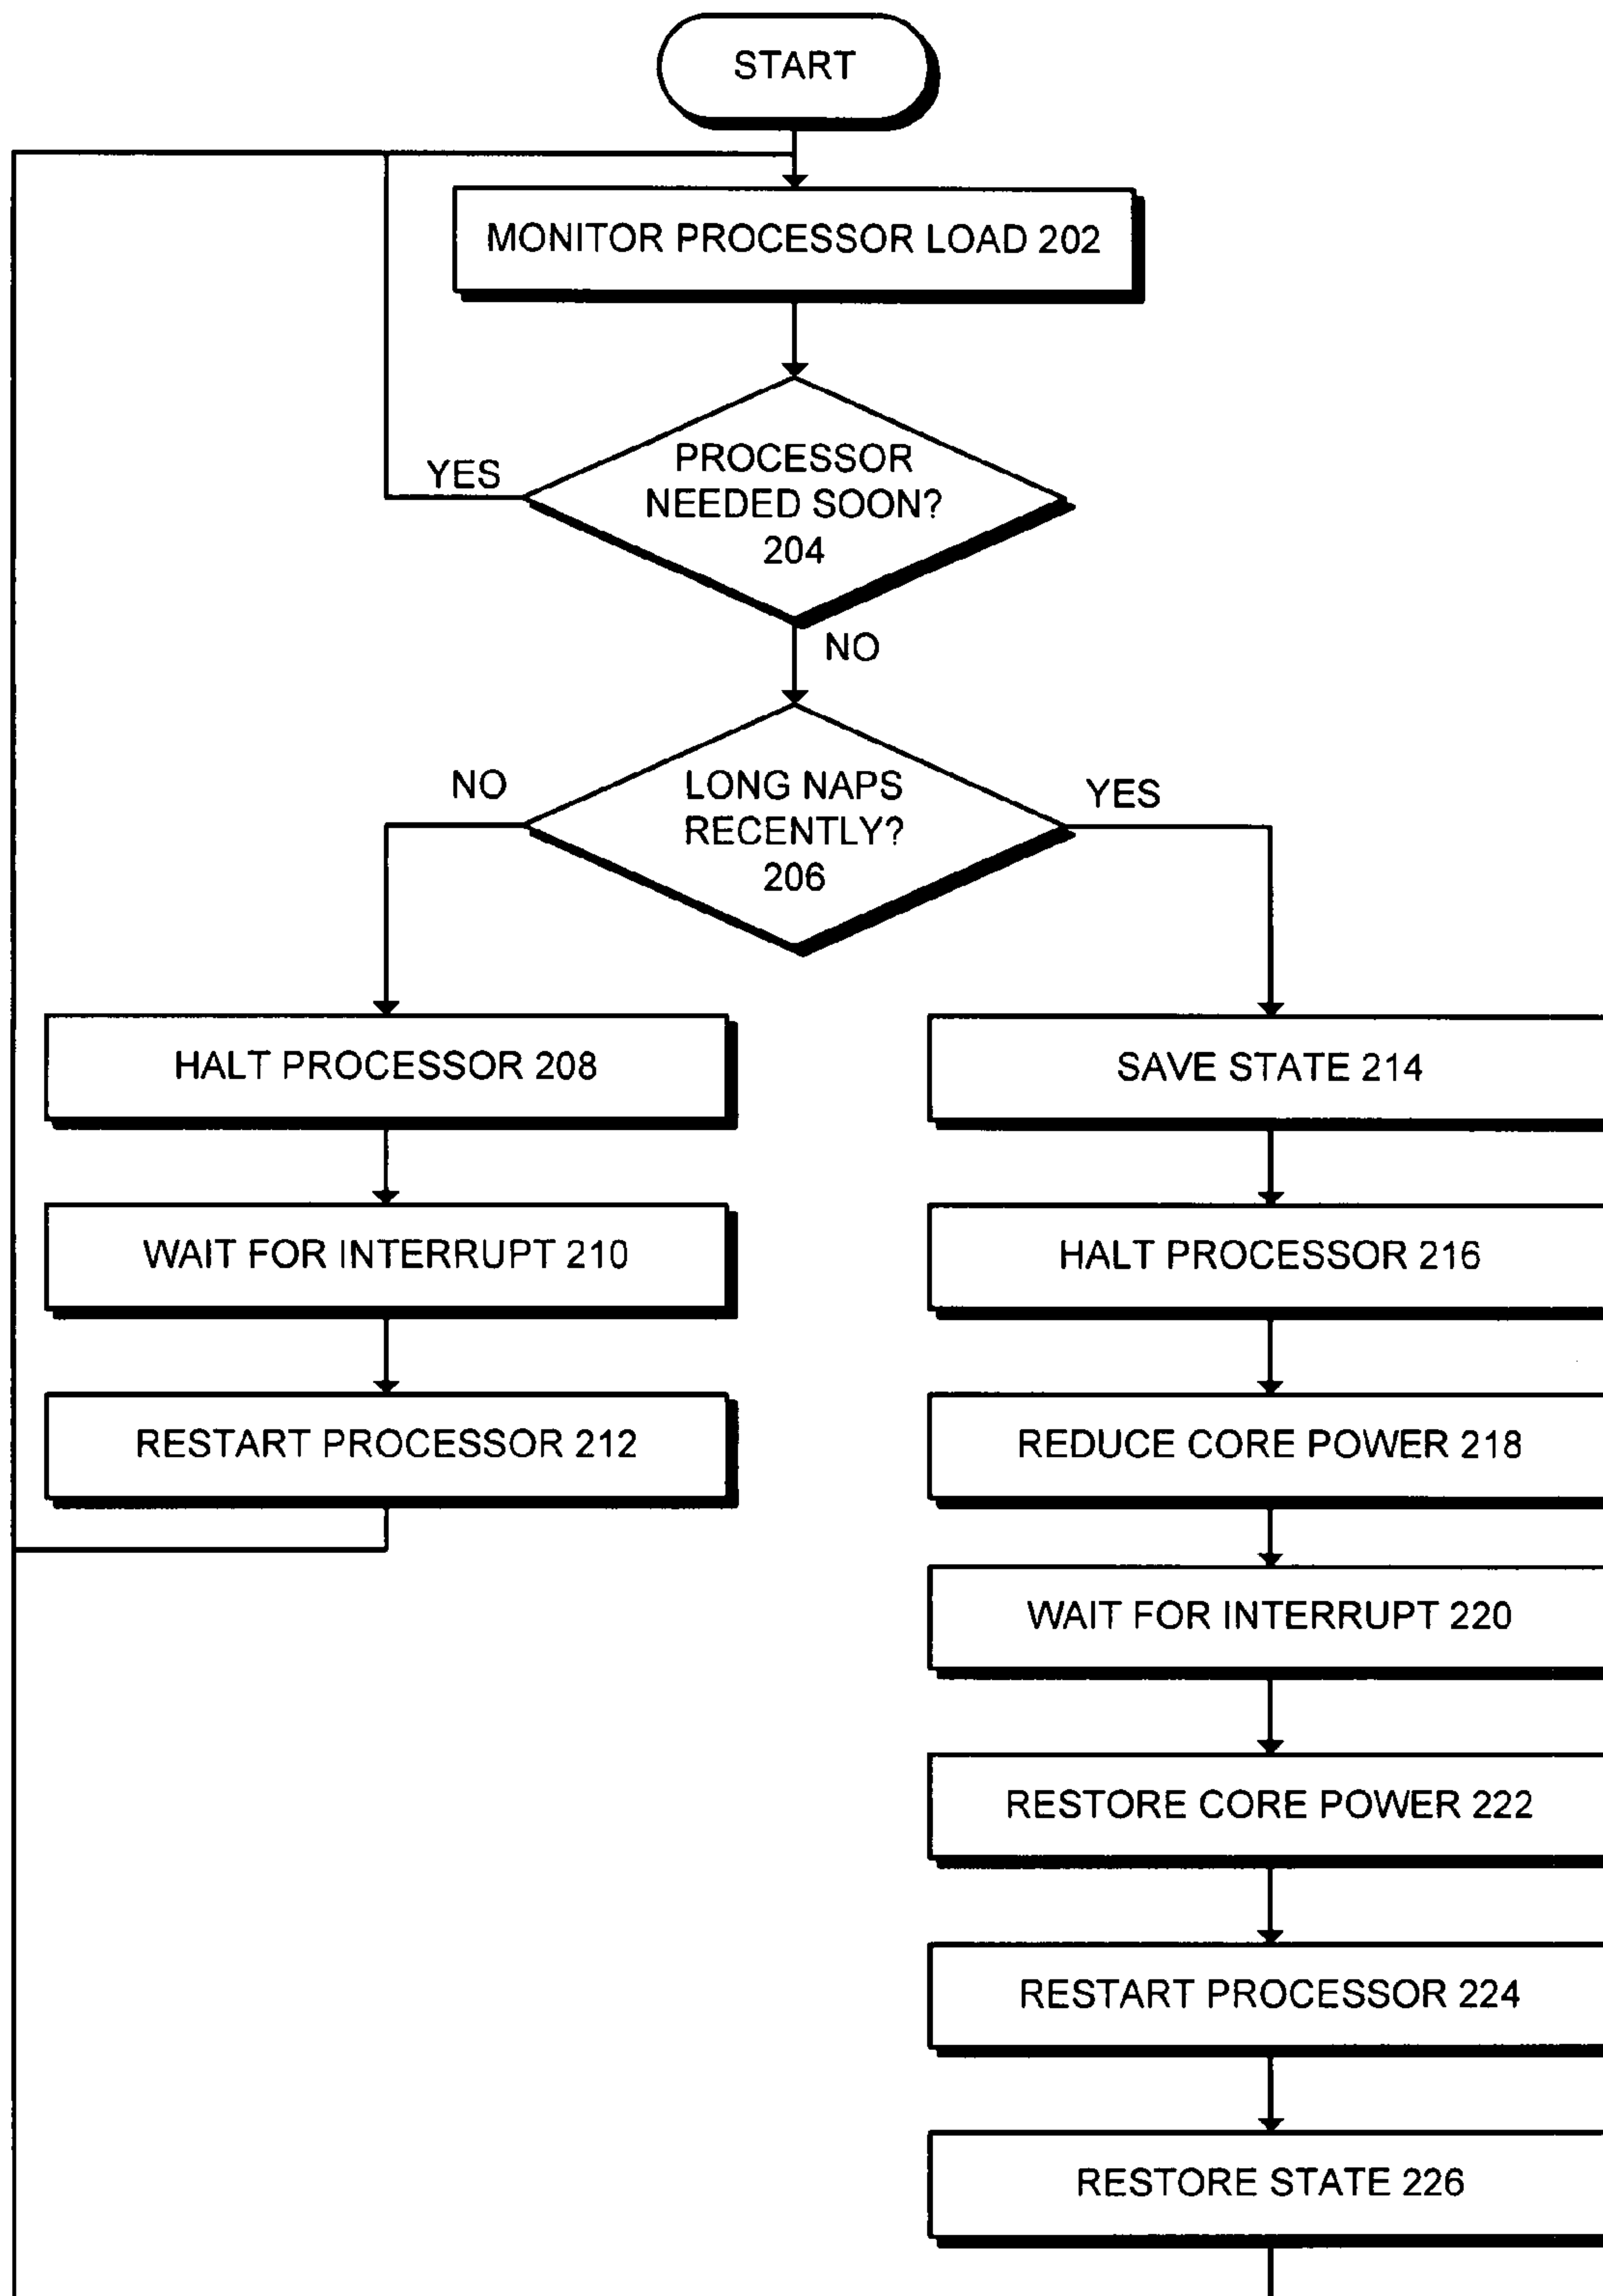 START
MONITOR PROCESSOR LOAD 202
PROCESSOR
NEEDED SOON?
204
YES
NO
LONG NAPS
RECENTLY?
206
NO
YES
HALT PROCESSOR 208
WAIT FOR INTERRUPT 210
RESTART PROCESSOR 212
SAVE STATE 214
HALT PROCESSOR 216
REDUCE CORE POWER 218
WAIT FOR INTERRUPT 220
RESTORE CORE POWER 222
RESTART PROCESSOR 224
RESTORE STATE 226